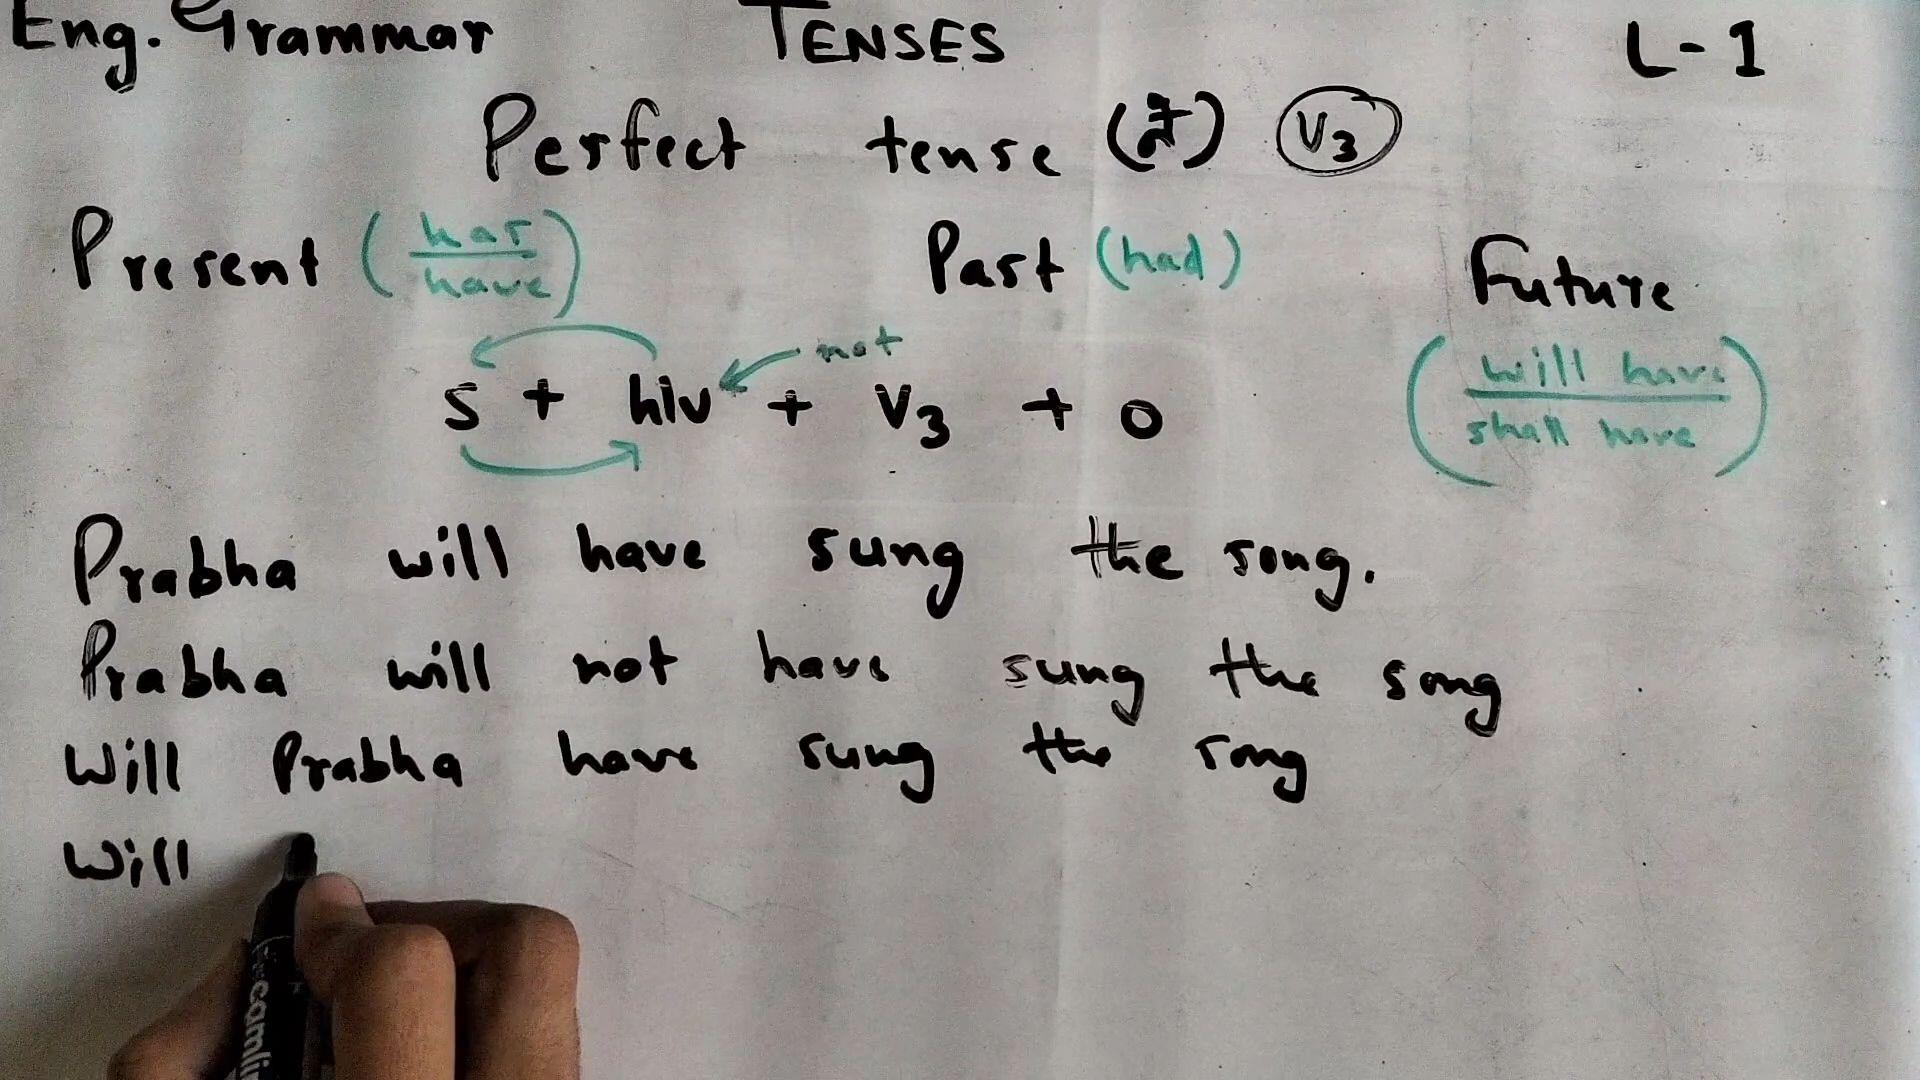 Eng. Grammar TENSES L-1
Perfect tense ( ) V3
Present (has/have) Past (had) Future
(will have/shall have)
not
S + hlv + V3 + O
Prabha will have sung the song.
Prabha will not have sung the song
Will Prabha have sung the song
Will